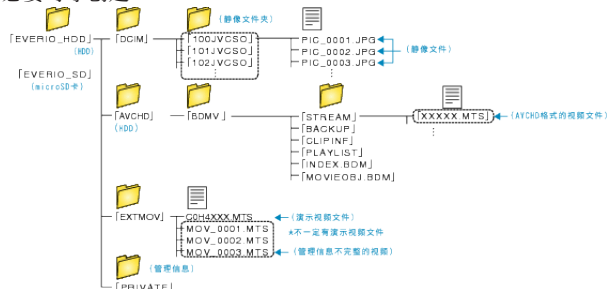 「EVERIO_HDD」
(HDD)
「EVERIO_SD」
(microSD卡)
「DCIM」
(静像文件夹)
「100JVCSO」
「101JVCSO」
「102JVCSO」
PIC_0001.JPG
PIC_0002.JPG
PIC_0003.JPG
(静像文件)
「AVCHD」
(HDD)
「BDMV」
「STREAM」
「BACKUP」
「CLIPINF」
「PLAYLIST」
「INDEX.BDM」
「MOVIEOBJ.BDM」
「XXXXX.MTS」
(AVCHD格式的视频文件)
「EXTMOV」
C0H4XXX.MTS
(演示视频文件)
MOV_0001.MTS
*不一定有演示视频文件
MOV_0002.MTS
MOV_0003.MTS
(管理信息不完整的视频)
(管理信息)
「PRIVATE」